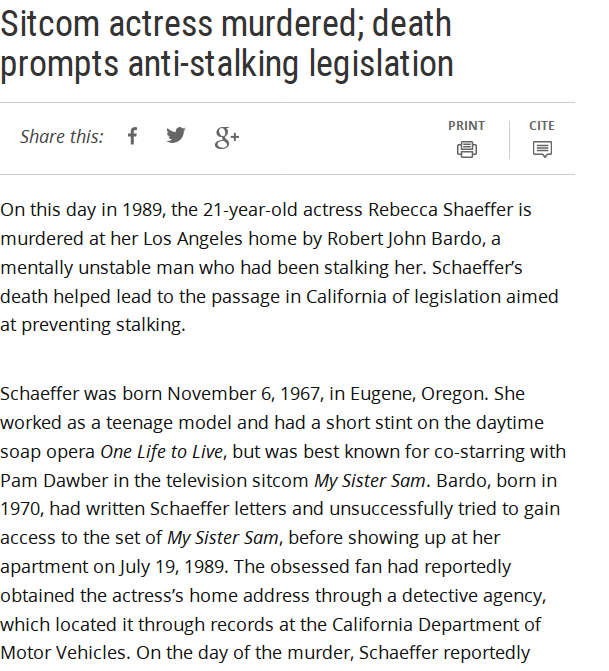 Sitcom actress murdered; death
prompts anti-stalking legislation
Share this:
PRINT
CITE
On this day in 1989, the 21-year-old actress Rebecca Shaeffer is
murdered at her Los Angeles home by Robert John Bardo, a
mentally unstable man who had been stalking her. Schaeffer’s
death helped lead to the passage in California of legislation aimed
at preventing stalking.
Schaeffer was born November 6, 1967, in Eugene, Oregon. She
worked as a teenage model and had a short stint on the daytime
soap opera One Life to Live, but was best known for co-starring with
Pam Dawber in the television sitcom My Sister Sam. Bardo, born in
1970, had written Schaeffer letters and unsuccessfully tried to gain
access to the set of My Sister Sam, before showing up at her
apartment on July 19, 1989. The obsessed fan had reportedly
obtained the actress’s home address through a detective agency,
which located it through records at the California Department of
Motor Vehicles. On the day of the murder, Schaeffer reportedly